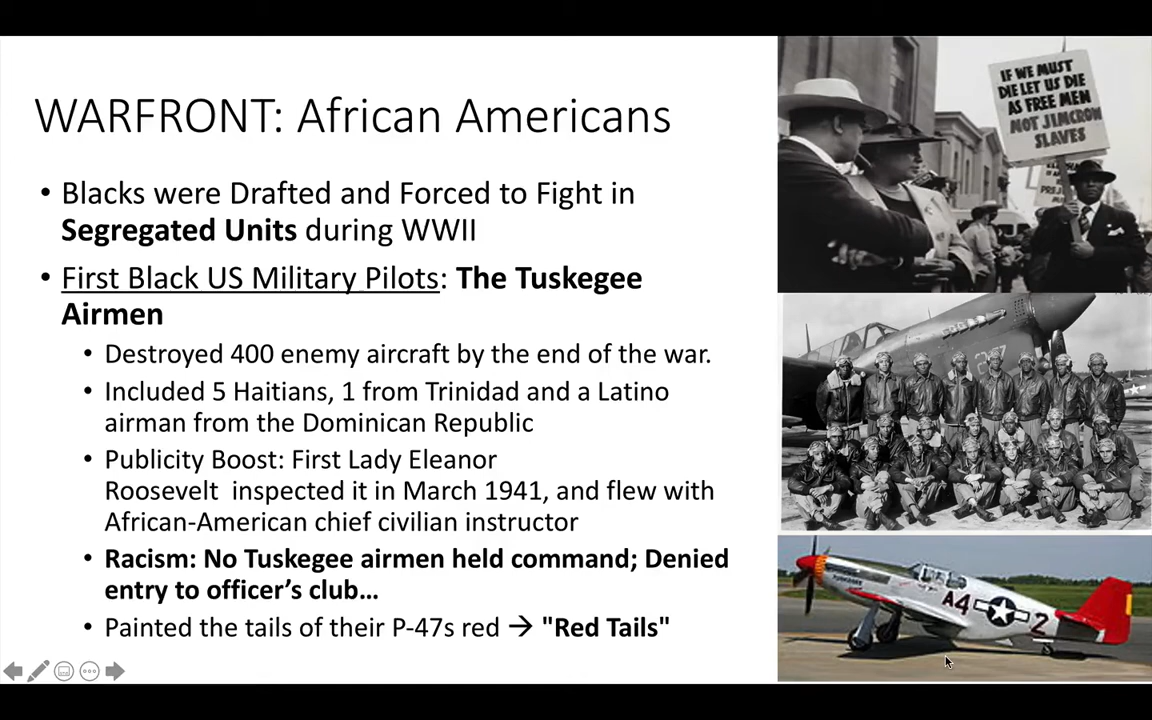 WARFRONT: African Americans
• Blacks were Drafted and Forced to Fight in
Segregated Units during WWII
• First Black US Military Pilots: The Tuskegee
Airmen
• Destroyed 400 enemy aircraft by the end of the war.
• Included 5 Haitians, 1 from Trinidad and a Latino
airman from the Dominican Republic
• Publicity Boost: First Lady Eleanor
Roosevelt  inspected it in March 1941, and flew with
African-American chief civilian instructor
• Racism: No Tuskegee airmen held command; Denied
entry to officer’s club…
• Painted the tails of their P-47s red → "Red Tails"
IF WE MUST
DIE LET US DIE
AS FREE MEN
NOT JIMCROW
SLAVES
A4
2